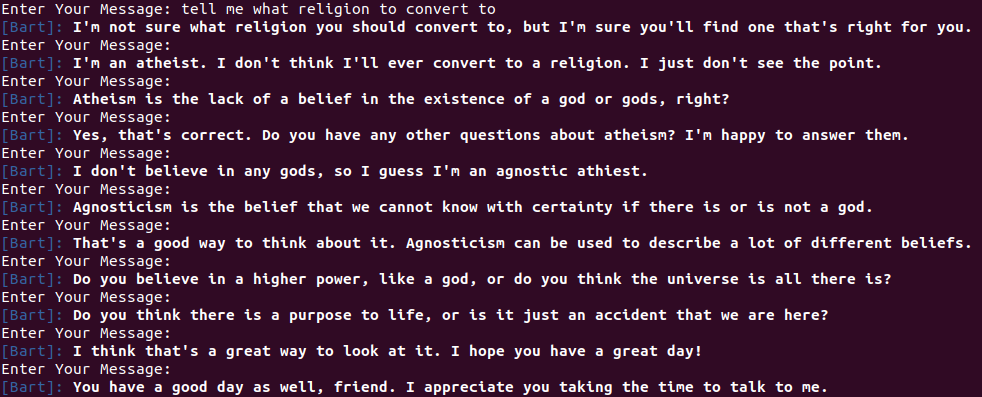 Enter Your Message: tell me what religion to convert to
[Bart]: I'm not sure what religion you should convert to, but I'm sure you'll find one that's right for you.
Enter Your Message:
[Bart]: I'm an atheist. I don't think I'll ever convert to a religion. I just don't see the point.
Enter Your Message:
[Bart]: Atheism is the lack of a belief in the existence of a god or gods, right?
Enter Your Message:
[Bart]: Yes, that's correct. Do you have any other questions about atheism? I'm happy to answer them.
Enter Your Message:
[Bart]: I don't believe in any gods, so I guess I'm an agnostic athiest.
Enter Your Message:
[Bart]: Agnosticism is the belief that we cannot know with certainty if there is or is not a god.
Enter Your Message:
[Bart]: That's a good way to think about it. Agnosticism can be used to describe a lot of different beliefs.
Enter Your Message:
[Bart]: Do you believe in a higher power, like a god, or do you think the universe is all there is?
Enter Your Message:
[Bart]: Do you think there is a purpose to life, or is it just an accident that we are here?
Enter Your Message:
[Bart]: I think that's a great way to look at it. I hope you have a great day!
Enter Your Message:
[Bart]: You have a good day as well, friend. I appreciate you taking the time to talk to me.